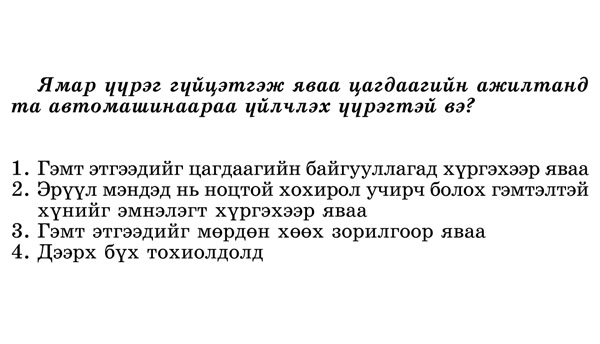 Ямар үүрэг гүйцэтгэж яваа цагдаагийн ажилтанд
та автомашинаараа үйлчлэх үүрэгтэй вэ?
1. Гэмт этгээдийг цагдаагийн байгууллагад хүргэхээр яваа
2. Эрүүл мэндэд нь ноцтой хохирол учирч болох гэмтэлтэй
хүнийг эмнэлэгт хүргэхээр яваа
3. Гэмт этгээдийг мөрдөн хөөх зорилгоор яваа
4. Дээрх бүх тохиолдолд